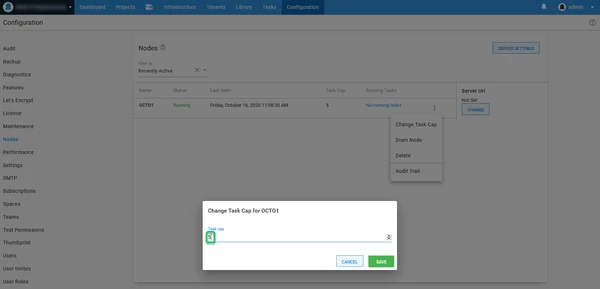 Dashboard Projects Infrastructure Tenants Library Tasks Configuration admin
Configuration
Audit
Backup
Diagnostics
Features
Let's Encrypt
License
Maintenance
Nodes
Performance
Settings
SMTP
Subscriptions
Spaces
Teams
Test Permissions
Thumbprint
Users
User Invites
User Roles
Nodes
SERVER SETTINGS
Filter by
Recently Active
Name Status Last Seen Task Cap Running Tasks
OCTO1 Running Friday, October 16, 2020 11:08:30 AM 5 No running tasks
Server Uri
Not Set
CHANGE
Change Task Cap
Drain Node
Delete
Audit Trail
Change Task Cap for OCTO1
Task cap
5
CANCEL SAVE